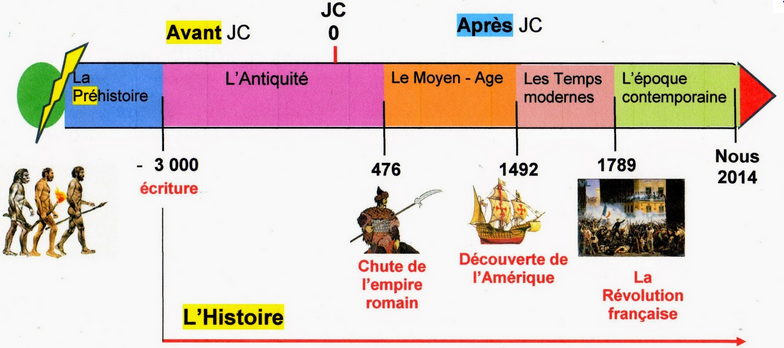 JC
0
Avant JC
Après JC
La
Préhistoire
L'Antiquité
Le Moyen - Age
Les Temps
modernes
L'époque
contemporaine
- 3 000
écriture
476
1492
1789
Nous
2014
Chute de
l'empire
romain
Découverte de
l'Amérique
La
Révolution
française
L'Histoire